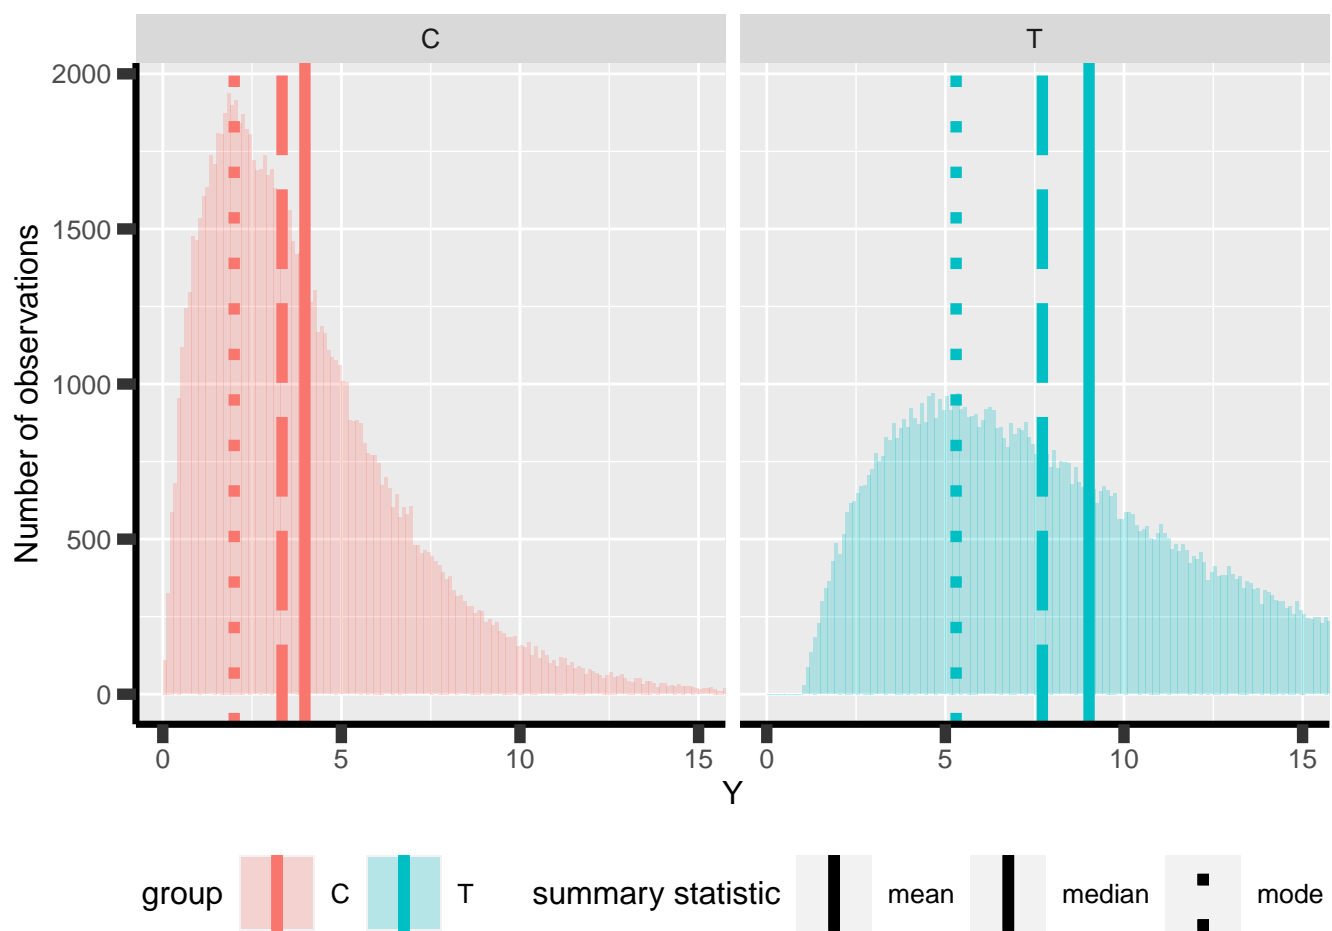 C
T
2000
1500
1000
500
0
Number of observations
0 5 10 15
0 5 10 15
Y
group C T summary statistic mean median mode